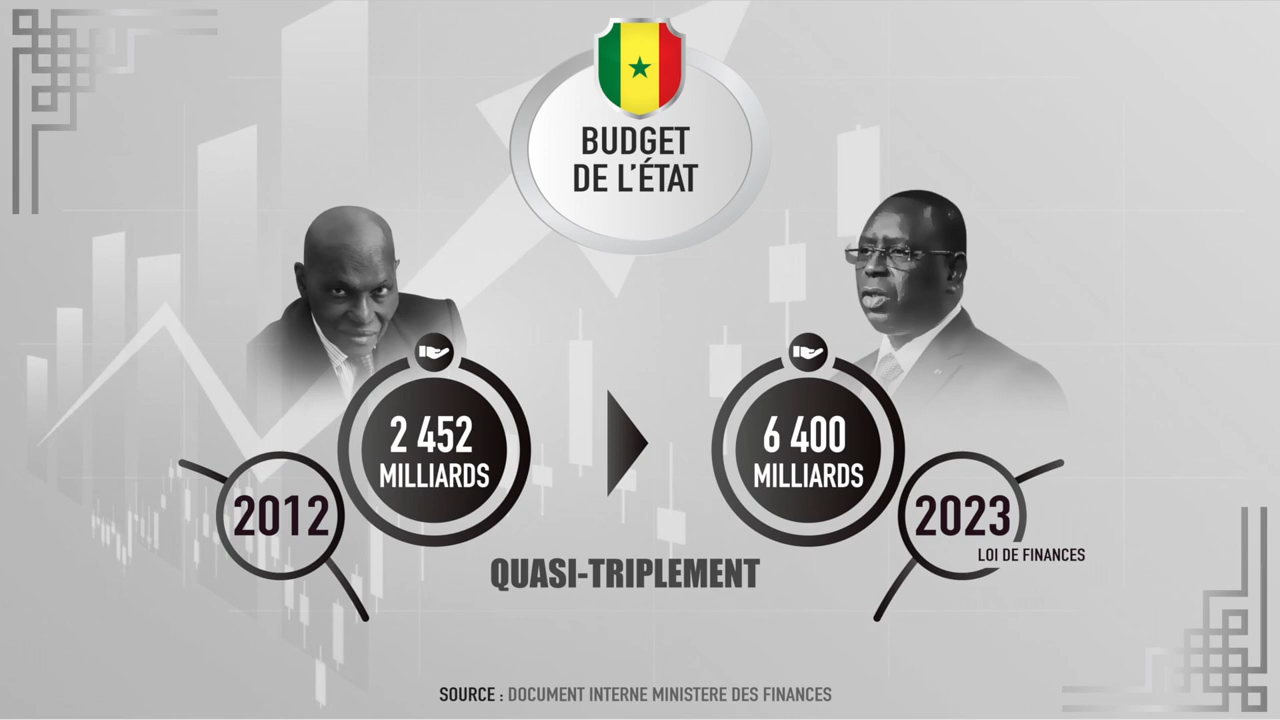 BUDGET
DE L'ÉTAT
2 452
MILLIARDS
6 400
MILLIARDS
2012
2023
LOI DE FINANCES
QUASI-TRIPLEMENT
SOURCE : DOCUMENT INTERNE MINISTERE DES FINANCES